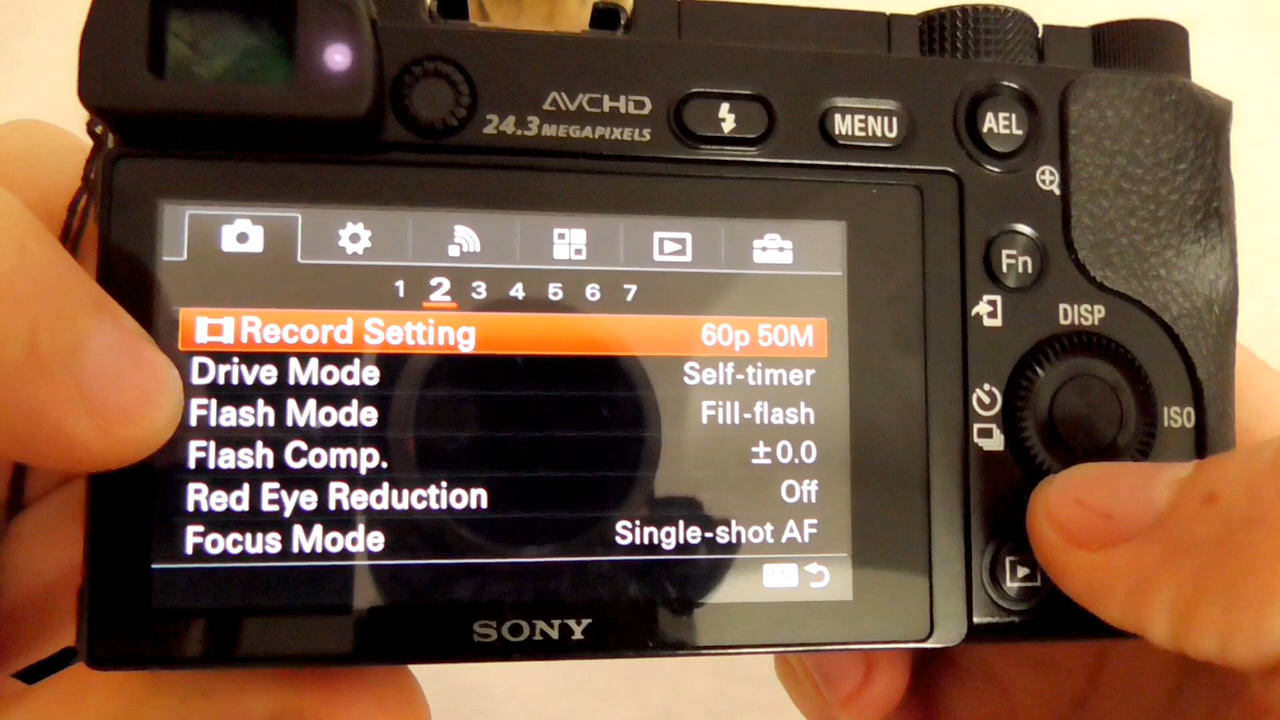 AVCHD
24.3 MEGAPIXELS
MENU
AEL
Fn
DISP
ISO
1 2 3 4 5 6 7
Record Setting 60p 50M
Drive Mode Self-timer
Flash Mode Fill-flash
Flash Comp. ±0.0
Red Eye Reduction Off
Focus Mode Single-shot AF
SONY